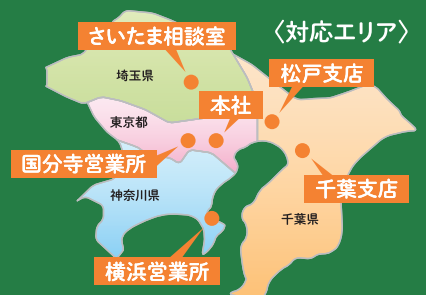 〈対応エリア〉
さいたま相談室
埼玉県
松戸支店
本社
東京都
国分寺営業所
千葉支店
神奈川県
千葉県
横浜営業所